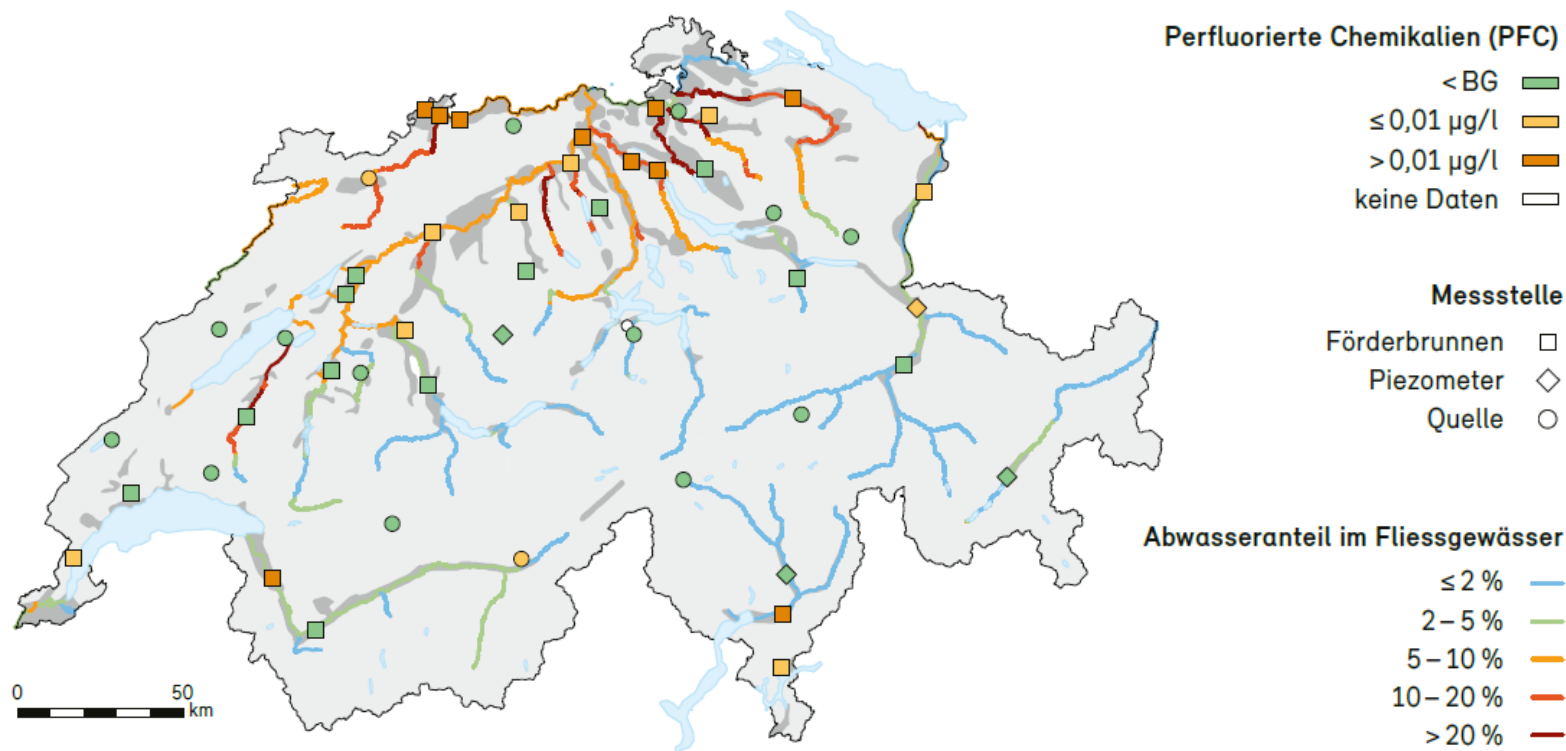 Perfluorierte Chemikalien (PFC)
< BG
≤ 0,01 µg/l
> 0,01 µg/l
keine Daten
Messstelle
Förderbrunnen
Piezometer
Quelle
Abwasseranteil im Fliessgewässer
≤ 2 %
2 – 5 %
5 – 10 %
10 – 20 %
> 20 %
0 50
km